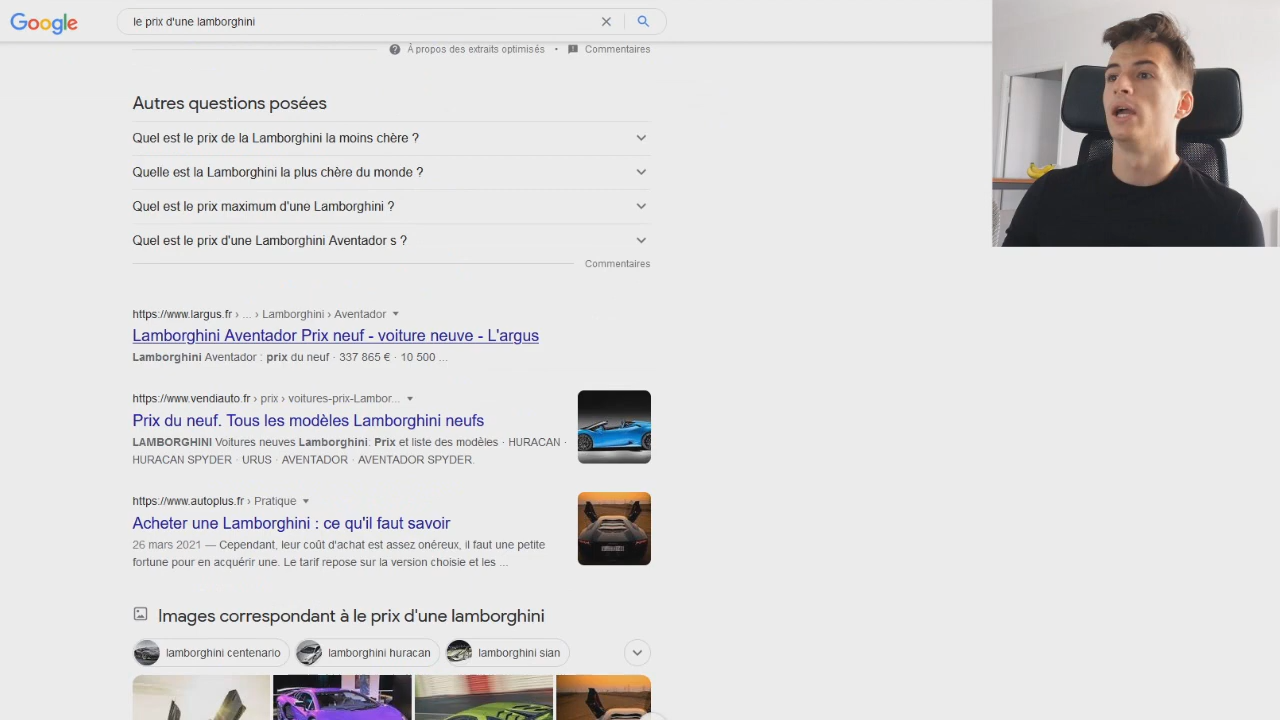 Google
le prix d'une lamborghini
À propos des extraits optimisés • Commentaires
Autres questions posées
Quel est le prix de la Lamborghini la moins chère ?
Quelle est la Lamborghini la plus chère du monde ?
Quel est le prix maximum d'une Lamborghini ?
Quel est le prix d'une Lamborghini Aventador s ?
Commentaires
https://www.largus.fr › ... › Lamborghini › Aventador
Lamborghini Aventador Prix neuf - voiture neuve - L'argus
Lamborghini Aventador : prix du neuf · 337 865 € · 10 500 ...
https://www.vendiauto.fr › prix › voitures-prix-Lambor...
Prix du neuf. Tous les modèles Lamborghini neufs
LAMBORGHINI Voitures neuves Lamborghini: Prix et liste des modèles · HURACAN ·
HURACAN SPYDER · URUS · AVENTADOR · AVENTADOR SPYDER.
https://www.autoplus.fr › Pratique
Acheter une Lamborghini : ce qu'il faut savoir
26 mars 2021 — Cependant, leur coût d'achat est assez onéreux, il faut une petite
fortune pour en acquérir une. Le tarif repose sur la version choisie et les ...
Images correspondant à le prix d'une lamborghini
lamborghini centenario
lamborghini huracan
lamborghini sian